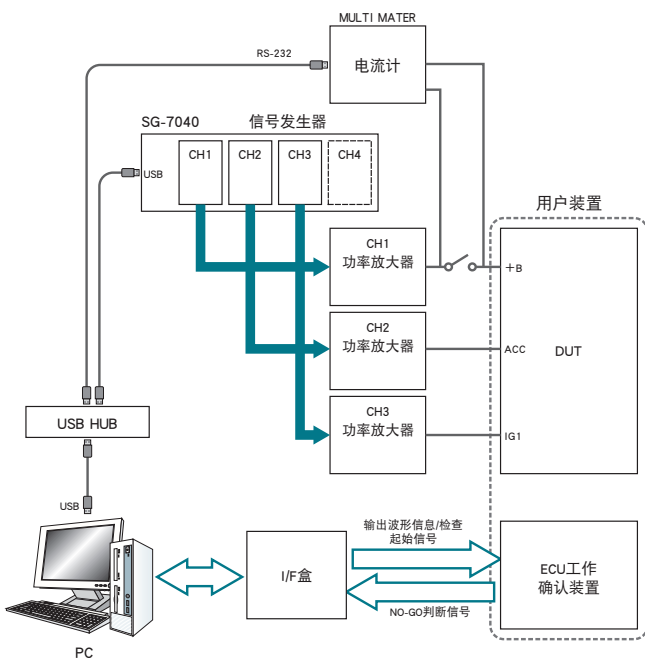 MULTI MATER
RS-232
电流计
SG-7040
信号发生器
USB
CH1
CH2
CH3
CH4
用户装置
CH1
功率放大器
+B
CH2
功率放大器
ACC
DUT
CH3
功率放大器
IG1
USB HUB
USB
输出波形信息/检查
起始信号
I/F盒
ECU工作
确认装置
NO-GO判断信号
PC